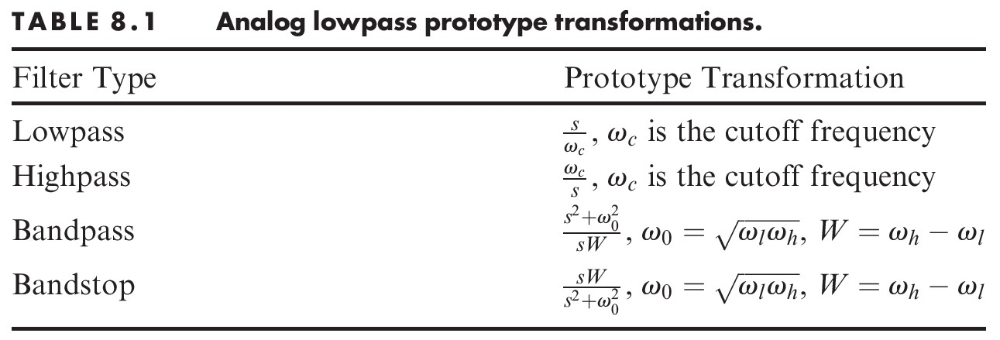 TABLE 8.1 Analog lowpass prototype transformations.
Filter Type Prototype Transformation
Lowpass $\frac{s}{\omega_c}$, $\omega_c$ is the cutoff frequency
Highpass $\frac{\omega_c}{s}$, $\omega_c$ is the cutoff frequency
Bandpass $\frac{s^2+\omega_0^2}{sW}$, $\omega_0 = \sqrt{\omega_l\omega_h}$, $W = \omega_h - \omega_l$
Bandstop $\frac{sW}{s^2+\omega_0^2}$, $\omega_0 = \sqrt{\omega_l\omega_h}$, $W = \omega_h - \omega_l$